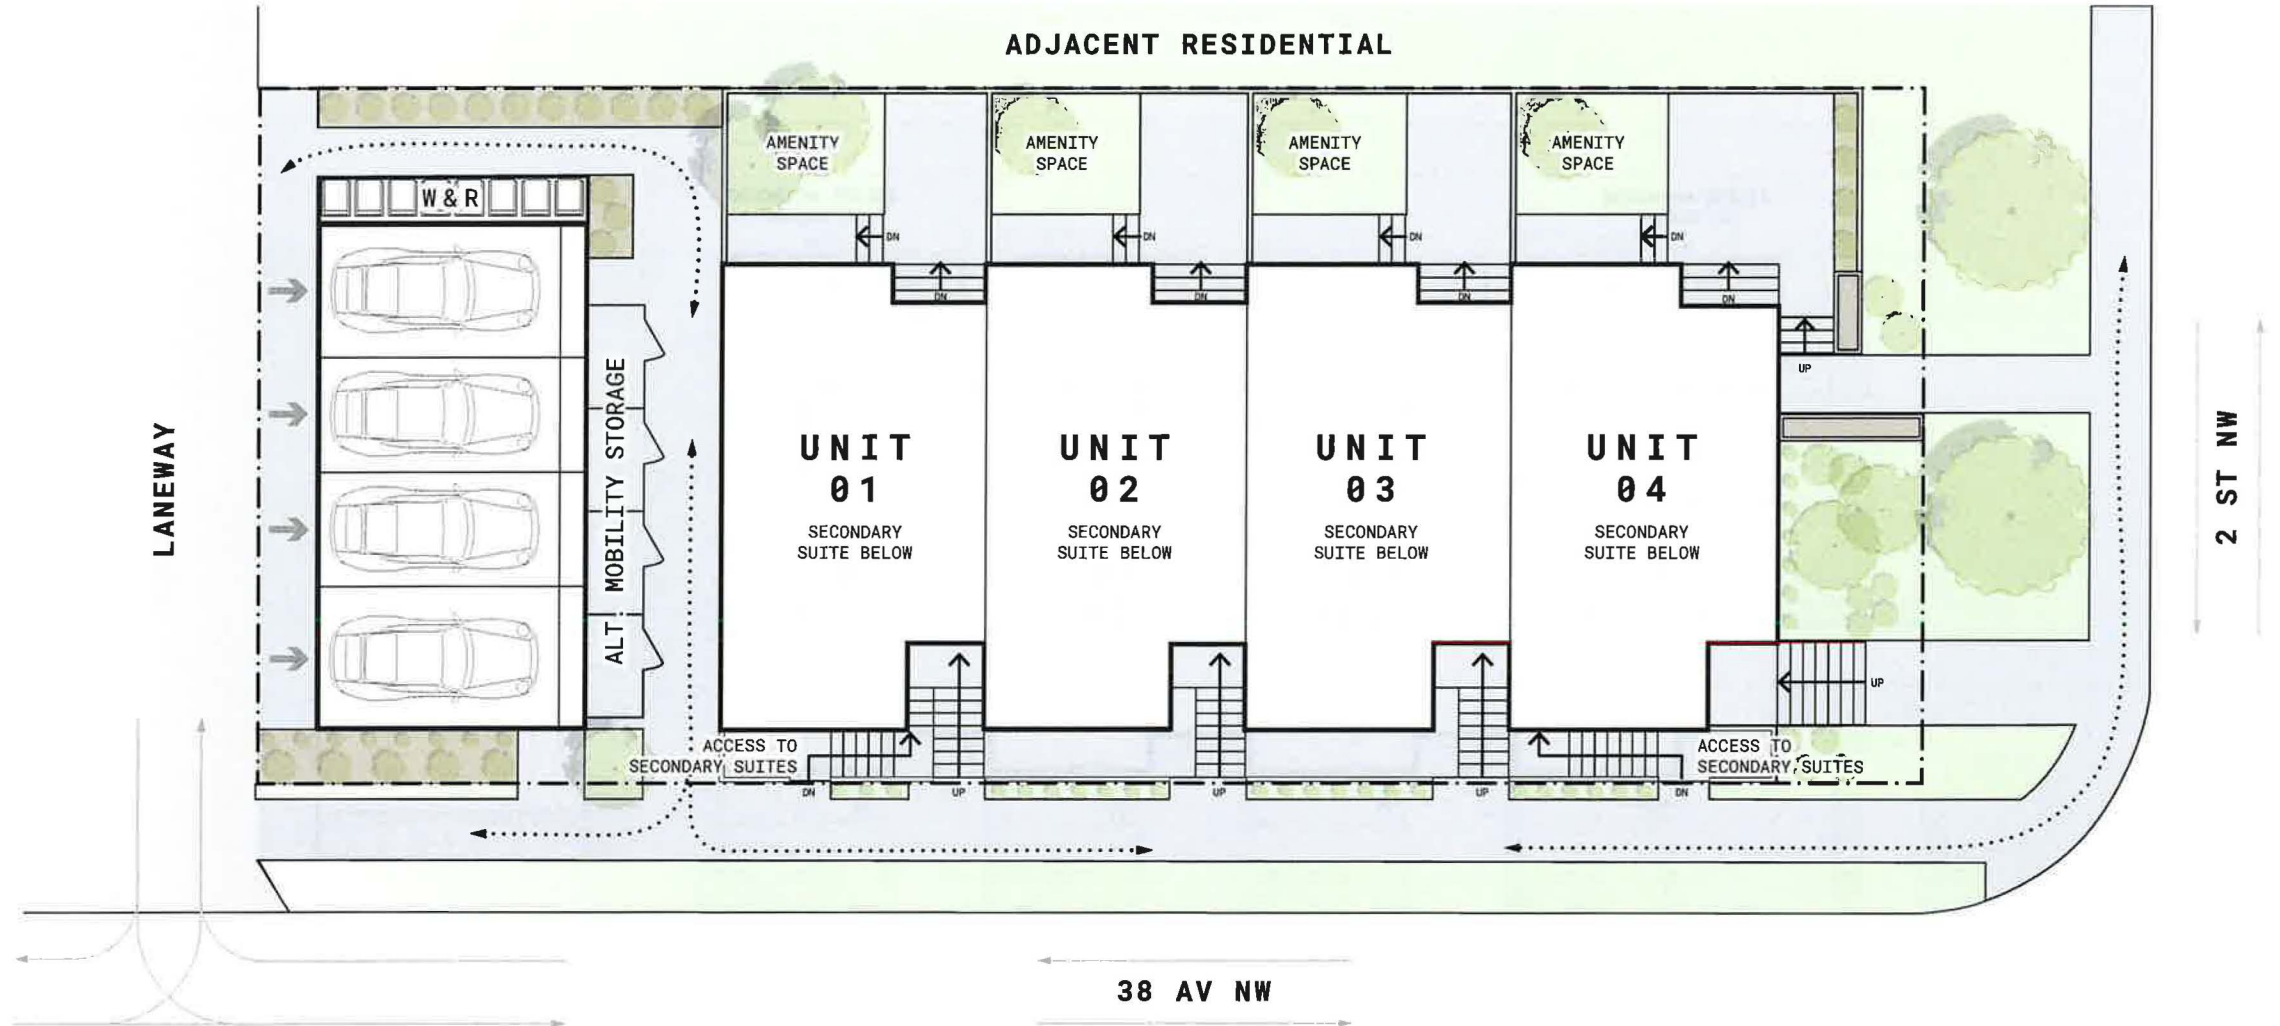 ADJACENT RESIDENTIAL
AMENITY
SPACE
AMENITY
SPACE
AMENITY
SPACE
AMENITY
SPACE
W & R
DN
DN
DN
DN
DN
DN
DN
DN
UP
LANEWAY
ALT. MOBILITY STORAGE
UNIT
01
SECONDARY
SUITE BELOW
UNIT
02
SECONDARY
SUITE BELOW
UNIT
03
SECONDARY
SUITE BELOW
UNIT
04
SECONDARY
SUITE BELOW
2 ST NW
UP
ACCESS TO
SECONDARY SUITES
ACCESS TO
SECONDARY SUITES
DN
UP
UP
UP
DN
38 AV NW